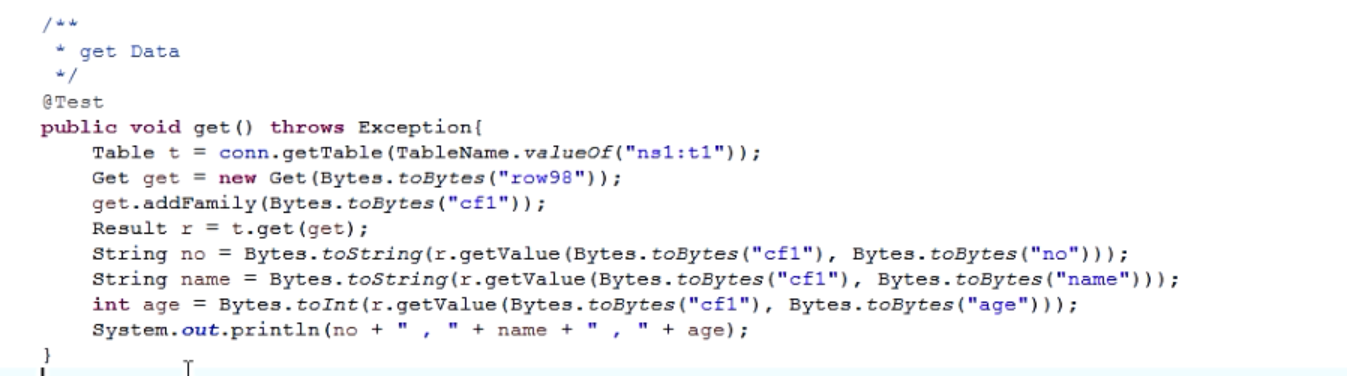 /**
 * get Data
 */
@Test
public void get() throws Exception{
    Table t = conn.getTable(TableName.valueOf("ns1:t1"));
    Get get = new Get(Bytes.toBytes("row98"));
    get.addFamily(Bytes.toBytes("cf1"));
    Result r = t.get(get);
    String no = Bytes.toString(r.getValue(Bytes.toBytes("cf1"), Bytes.toBytes("no")));
    String name = Bytes.toString(r.getValue(Bytes.toBytes("cf1"), Bytes.toBytes("name")));
    int age = Bytes.toInt(r.getValue(Bytes.toBytes("cf1"), Bytes.toBytes("age")));
    System.out.println(no + " , " + name + " , " + age);
}